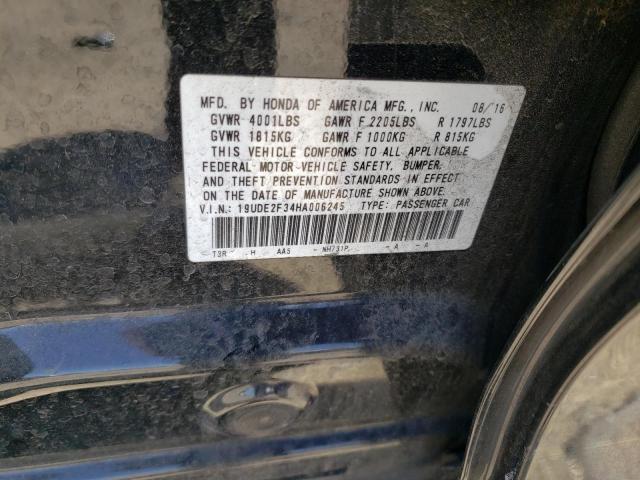 MFD. BY HONDA OF AMERICA MFG., INC. 08/16
GVWR 4001LBS GAWR F 2205LBS R 1797LBS
GVWR 1815KG GAWR F 1000KG R 815KG
THIS VEHICLE CONFORMS TO ALL APPLICABLE
FEDERAL MOTOR-VEHICLE SAFETY, BUMPER,
AND THEFT PREVENTION STANDARDS IN EFFECT
ON THE DATE OF MANUFACTURE SHOWN ABOVE.
V.I.N.: 19UDE2F34HA006245 TYPE: PASSENGER CAR
T3R - H AA5 - NH731P - A - A